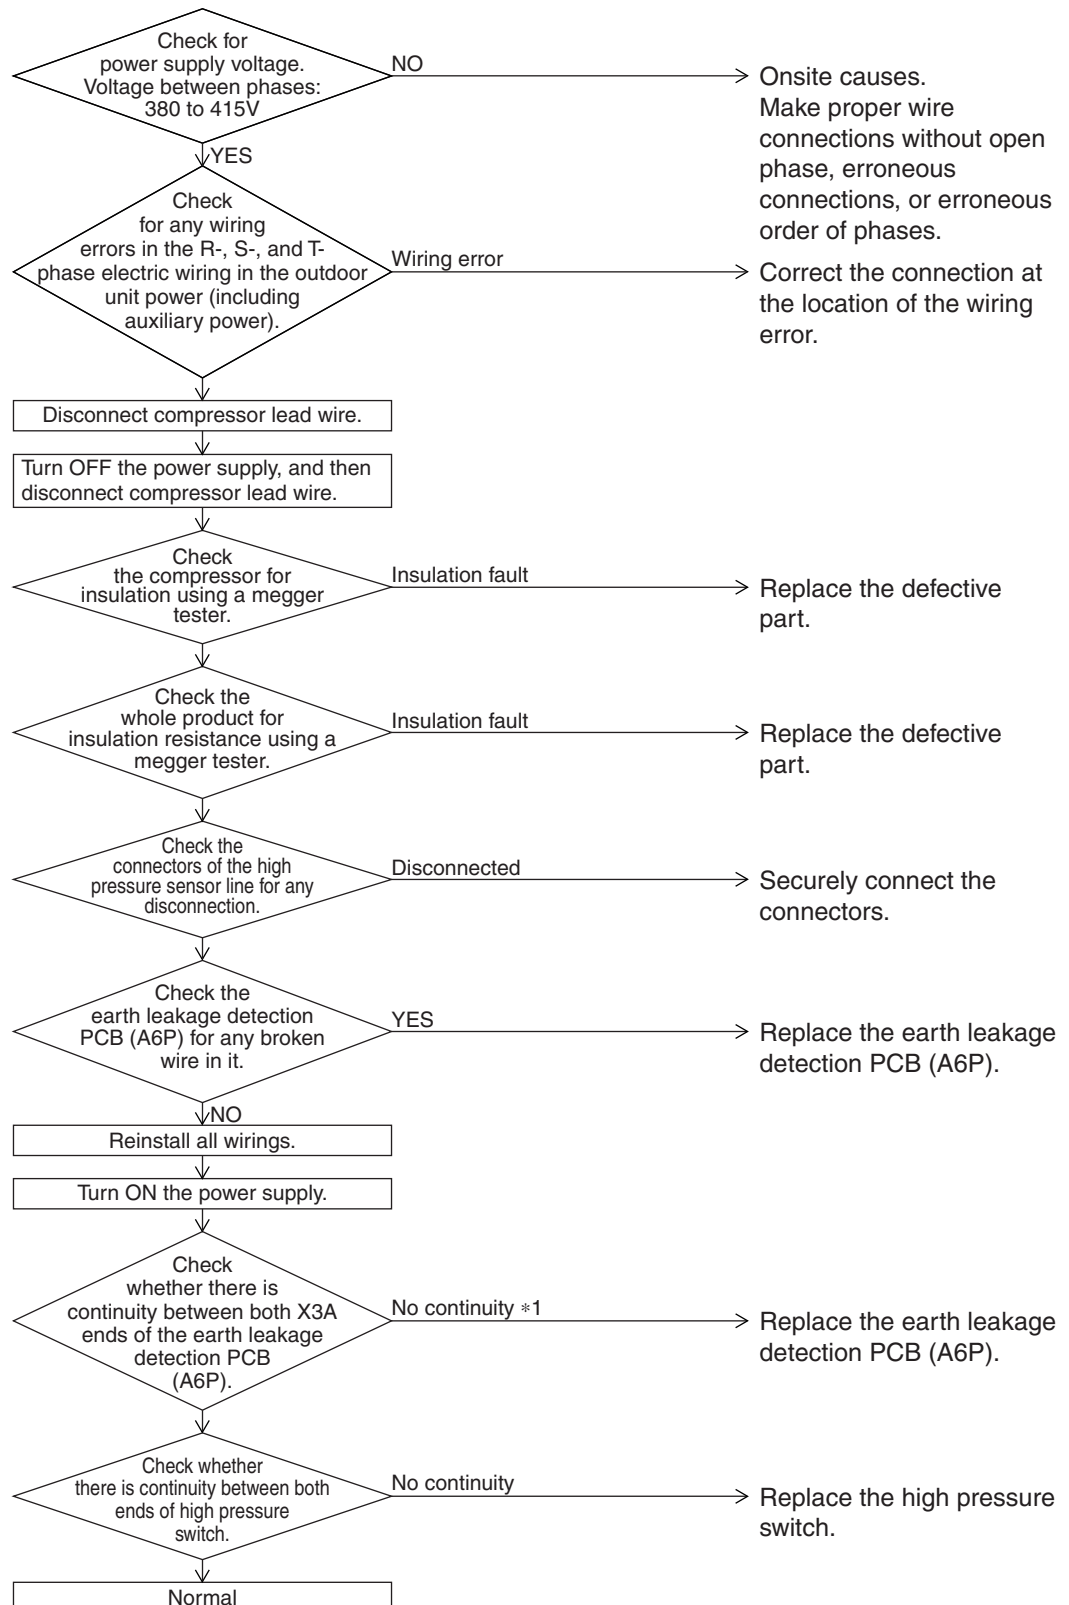 Check for
power supply voltage.
Voltage between phases:
380 to 415V
NO
Onsite causes.
Make proper wire
connections without open
phase, erroneous
connections, or erroneous
order of phases.
YES
Check
for any wiring
errors in the R-, S-, and T-
phase electric wiring in the outdoor
unit power (including
auxiliary power).
Wiring error
Correct the connection at
the location of the wiring
error.
Disconnect compressor lead wire.
Turn OFF the power supply, and then
disconnect compressor lead wire.
Check
the compressor for
insulation using a megger
tester.
Insulation fault
Replace the defective
part.
Check the
whole product for
insulation resistance using a
megger tester.
Insulation fault
Replace the defective
part.
Check the
connectors of the high
pressure sensor line for any
disconnection.
Disconnected
Securely connect the
connectors.
Check the
earth leakage detection
PCB (A6P) for any broken
wire in it.
YES
Replace the earth leakage
detection PCB (A6P).
NO
Reinstall all wirings.
Turn ON the power supply.
Check
whether there is
continuity between both X3A
ends of the earth leakage
detection PCB
(A6P).
No continuity *1
Replace the earth leakage
detection PCB (A6P).
Check whether
there is continuity between both
ends of high pressure
switch.
No continuity
Replace the high pressure
switch.
Normal